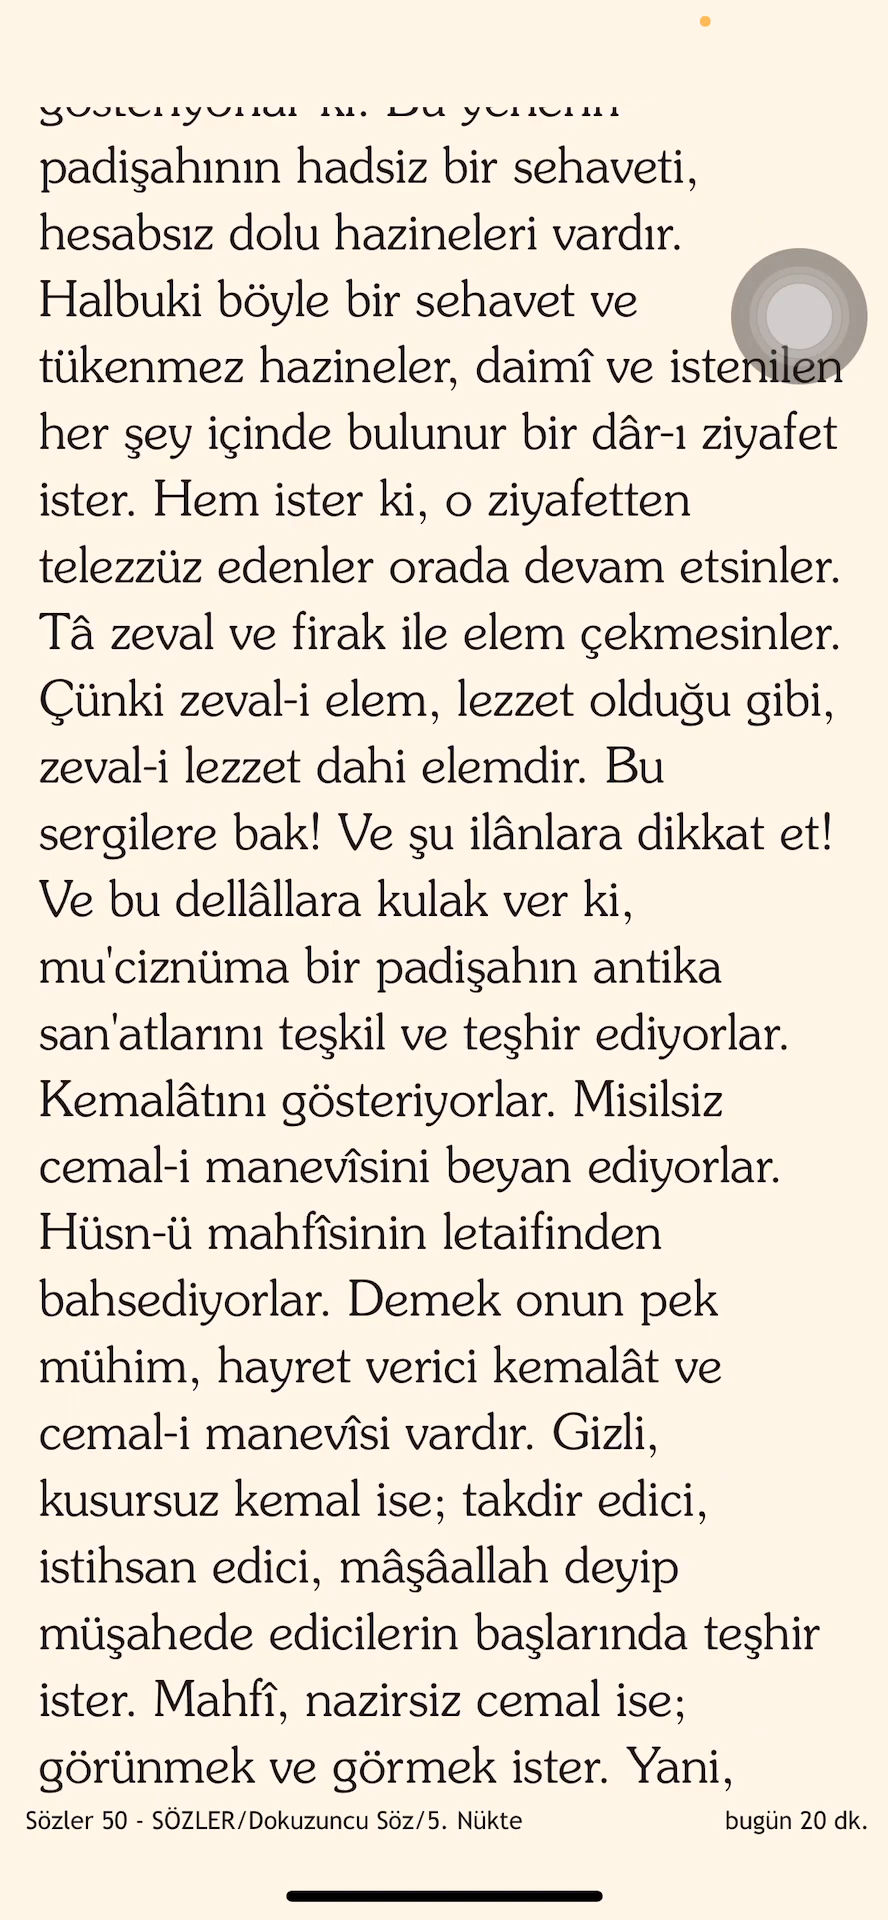 gösteriyorlar ki: Bu yerlerin
padişahının hadsiz bir sehaveti,
hesabsız dolu hazineleri vardır.
Halbuki böyle bir sehavet ve
tükenmez hazineler, daimî ve istenilen
her şey içinde bulunur bir dâr-ı ziyafet
ister. Hem ister ki, o ziyafetten
telezzüz edenler orada devam etsinler.
Tâ zeval ve firak ile elem çekmesinler.
Çünki zeval-i elem, lezzet olduğu gibi,
zeval-i lezzet dahi elemdir. Bu
sergilere bak! Ve şu ilânlara dikkat et!
Ve bu dellâllara kulak ver ki,
mu'ciznüma bir padişahın antika
san'atlarını teşkil ve teşhir ediyorlar.
Kemalâtını gösteriyorlar. Misilsiz
cemal-i manevîsini beyan ediyorlar.
Hüsn-ü mahfîsinin letaifinden
bahsediyorlar. Demek onun pek
mühim, hayret verici kemalât ve
cemal-i manevîsi vardır. Gizli,
kusursuz kemal ise; takdir edici,
istihsan edici, mâşâallah deyip
müşahede edicilerin başlarında teşhir
ister. Mahfî, nazirsiz cemal ise;
görünmek ve görmek ister. Yani,
Sözler 50 - SÖZLER/Dokuzuncu Söz/5. Nükte
bugün 20 dk.